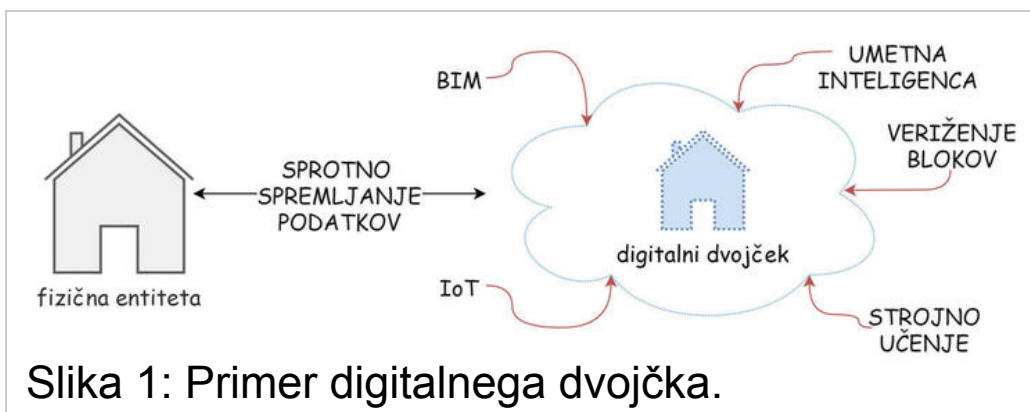 BIM
UMETNA
INTELIGENCA
VERIŽENJE
BLOKOV
SPROTNO
SPREMLJANJE
PODATKOV
digitalni dvojček
fizična entiteta
IoT
STROJNO
UČENJE
Slika 1: Primer digitalnega dvojčka.